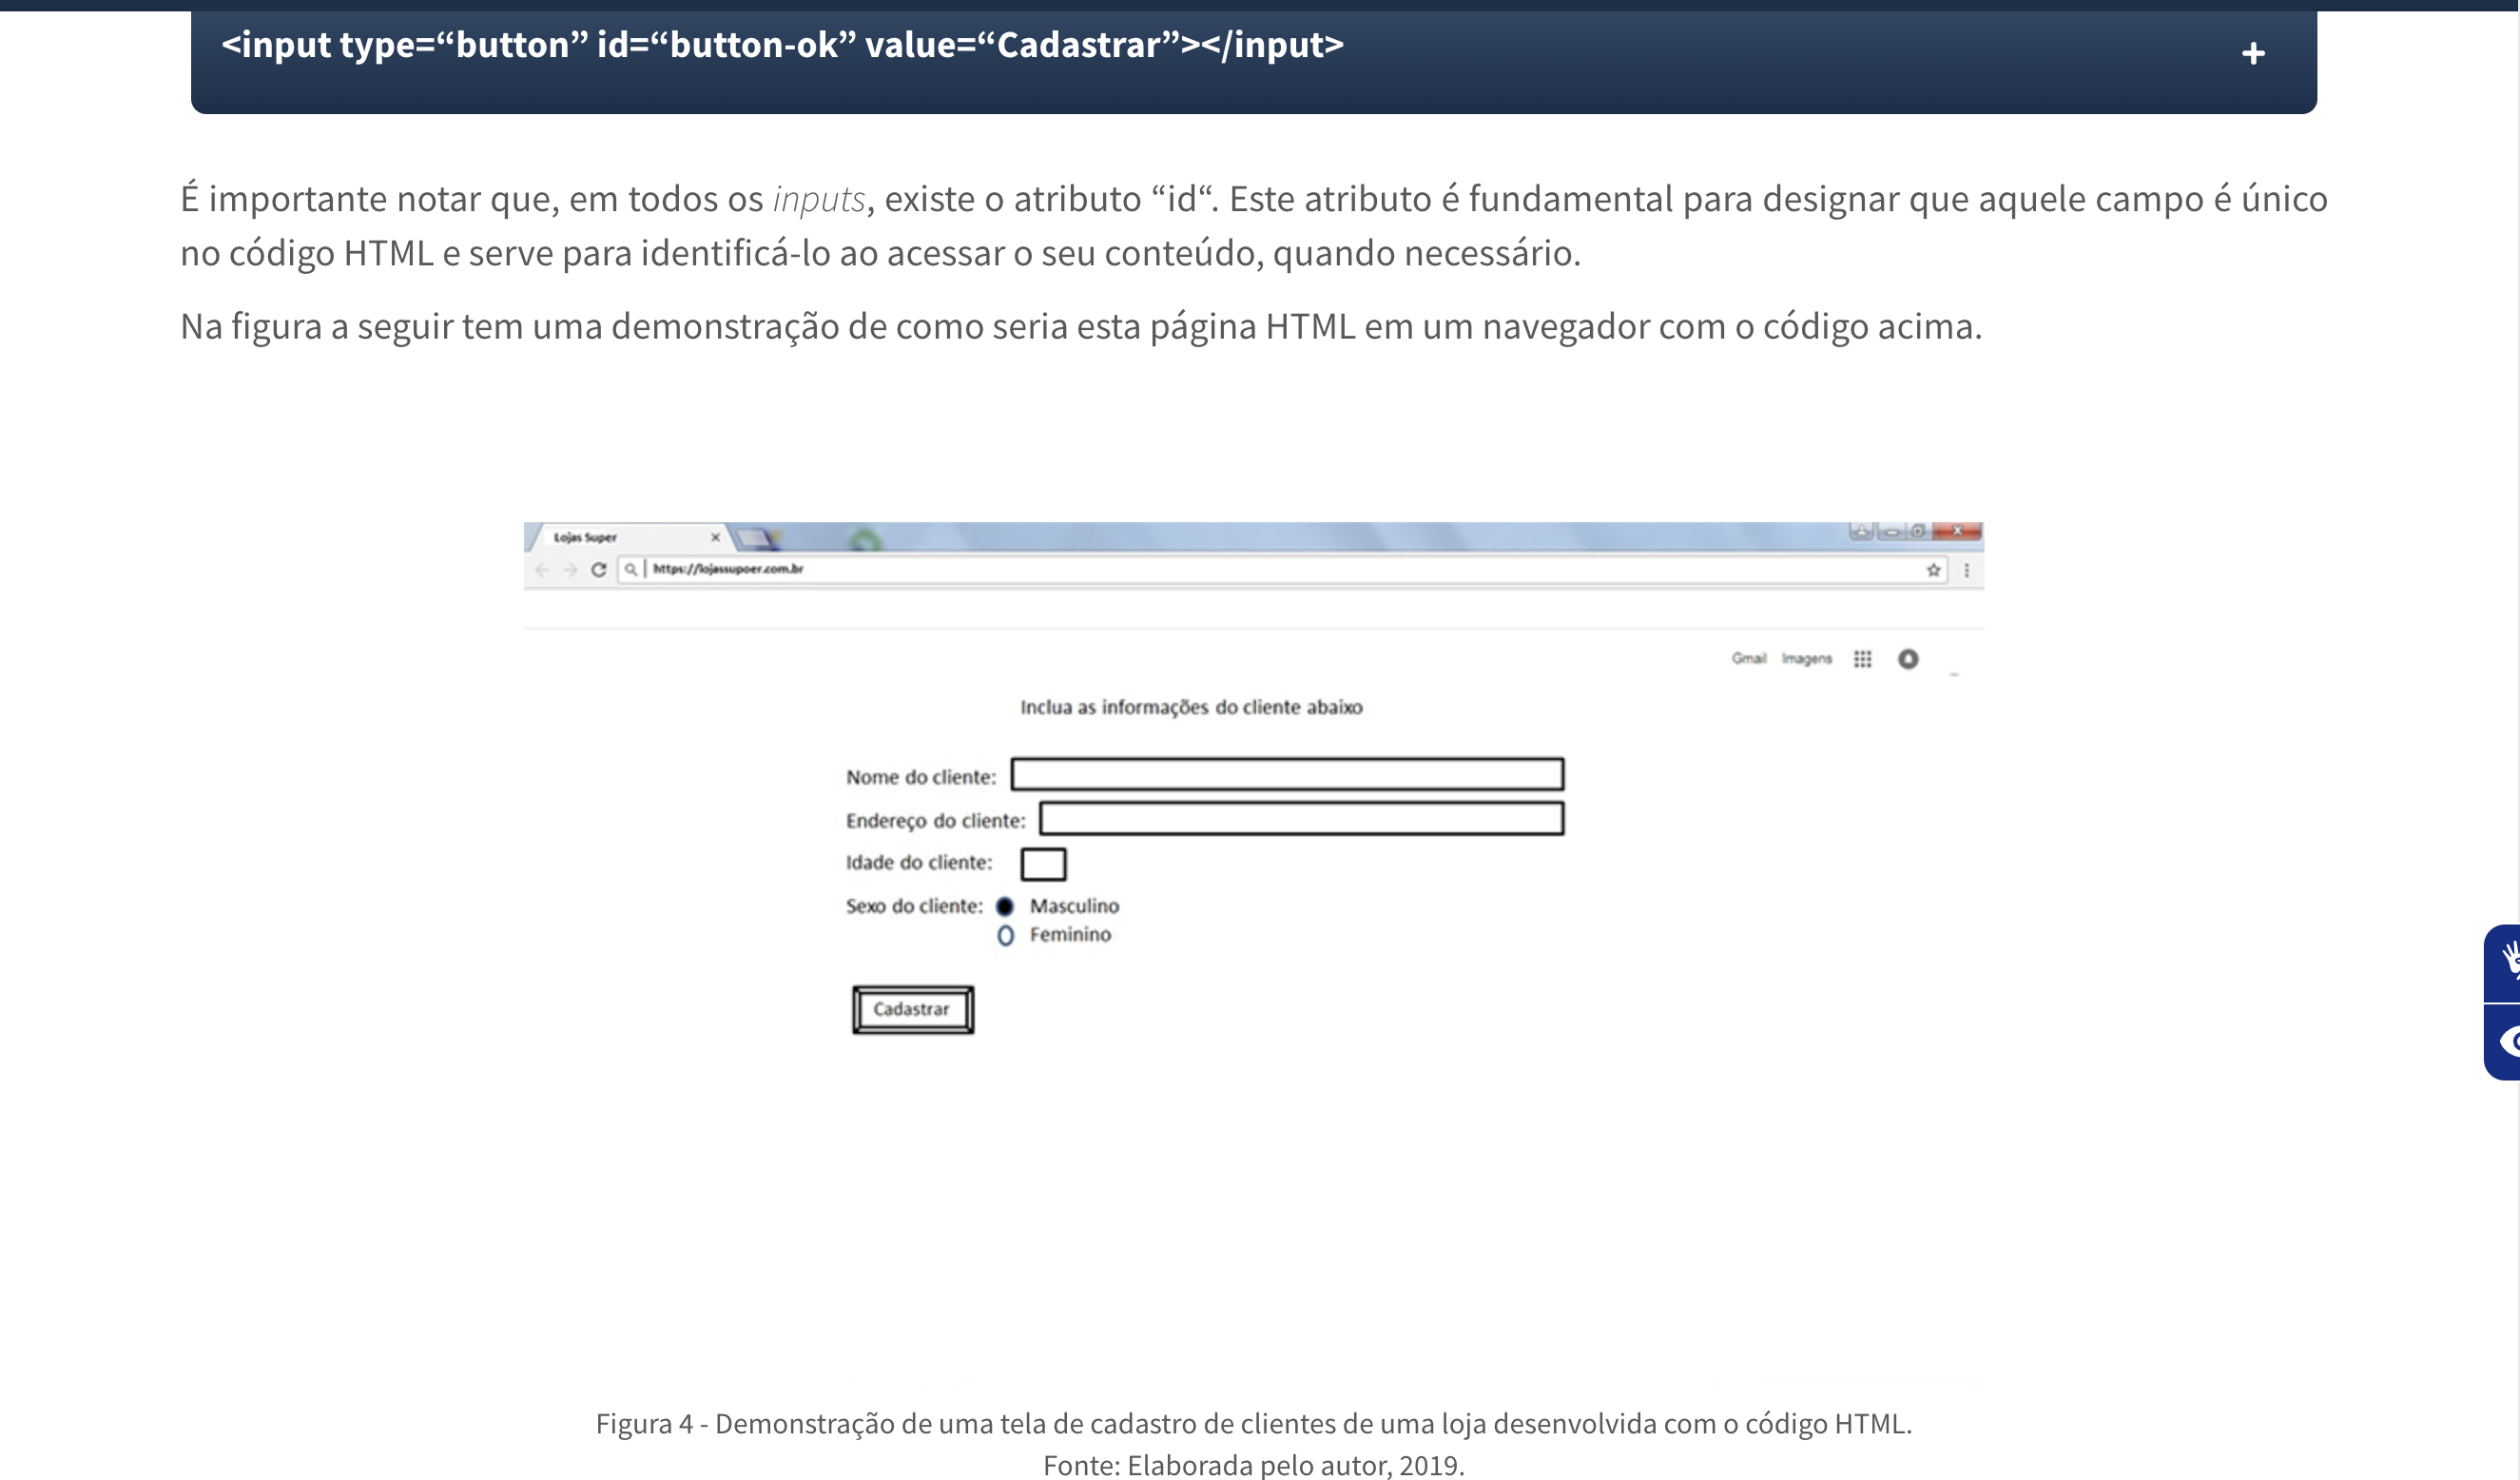 <input type=“button” id=“button-ok” value=“Cadastrar”></input>
+
É importante notar que, em todos os inputs, existe o atributo “id“. Este atributo é fundamental para designar que aquele campo é único
no código HTML e serve para identificá-lo ao acessar o seu conteúdo, quando necessário.
Na figura a seguir tem uma demonstração de como seria esta página HTML em um navegador com o código acima.
Lojas Super
https://lojassupoer.com.br
Gmail Imagens
Inclua as informações do cliente abaixo
Nome do cliente:
Endereço do cliente:
Idade do cliente:
Sexo do cliente: Masculino
Feminino
Cadastrar
Figura 4 - Demonstração de uma tela de cadastro de clientes de uma loja desenvolvida com o código HTML.
Fonte: Elaborada pelo autor, 2019.